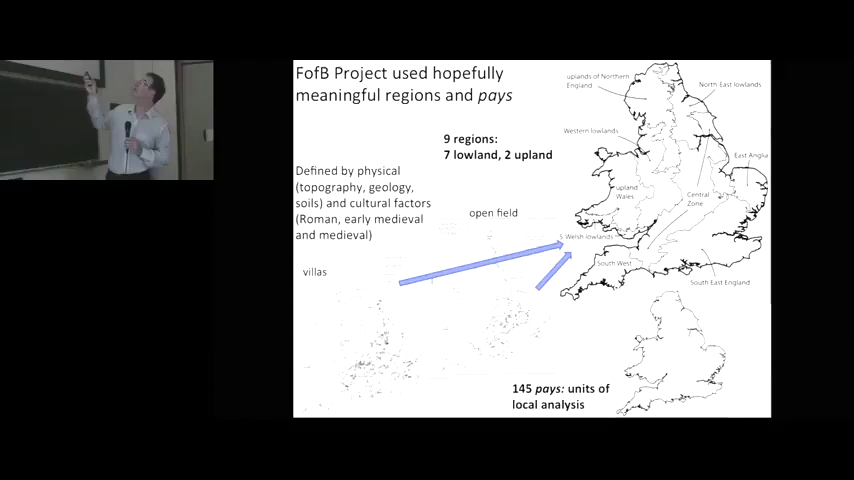 FofB Project used hopefully
meaningful regions and pays
9 regions:
7 lowland, 2 upland
Defined by physical
(topography, geology,
soils) and cultural factors
(Roman, early medieval
and medieval)
open field
villas
uplands of Northern
England
North East lowlands
Western lowlands
East Anglia
upland
Wales
Central
Zone
S Welsh lowlands
South West
South East England
145 pays: units of
local analysis